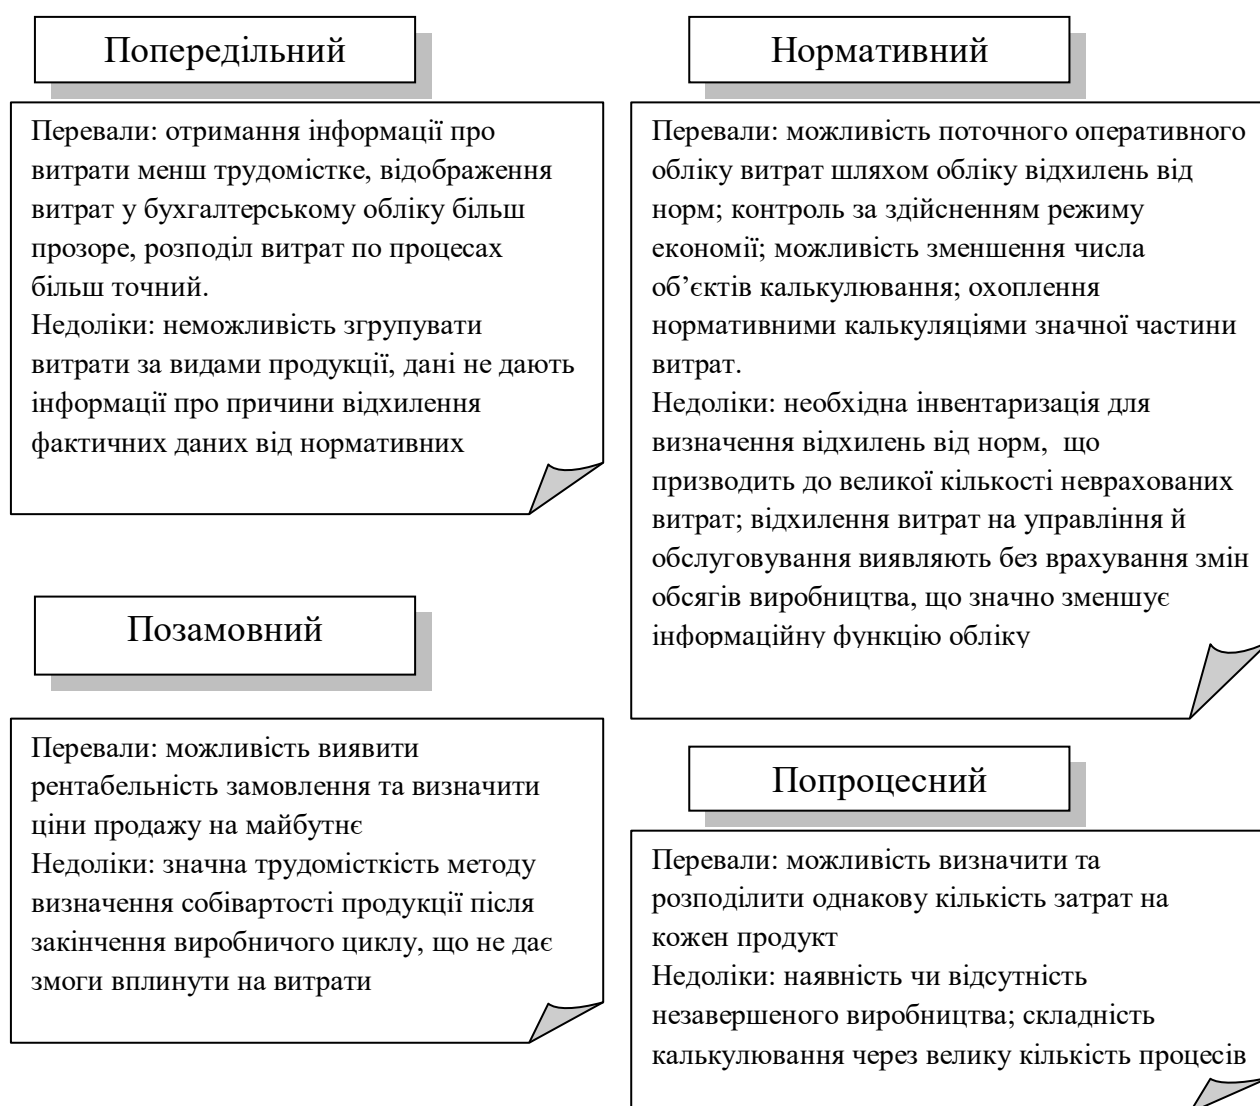 Попередільний
Перевали: отримання інформації про
витрати менш трудомістке, відображення
витрат у бухгалтерському обліку більш
прозоре, розподіл витрат по процесах
більш точний.
Недоліки: неможливість згрупувати
витрати за видами продукції, дані не дають
інформації про причини відхилення
фактичних даних від нормативних
Позамовний
Перевали: можливість виявити
рентабельність замовлення та визначити
ціни продажу на майбутнє
Недоліки: значна трудомісткість методу
визначення собівартості продукції після
закінчення виробничого циклу, що не дає
змоги вплинути на витрати
Нормативний
Перевали: можливість поточного оперативного
обліку витрат шляхом обліку відхилень від
норм; контроль за здійсненням режиму
економії; можливість зменшення числа
об’єктів калькулювання; охоплення
нормативними калькуляціями значної частини
витрат.
Недоліки: необхідна інвентаризація для
визначення відхилень від норм, що
призводить до великої кількості неврахованих
витрат; відхилення витрат на управління й
обслуговування виявляють без врахування змін
обсягів виробництва, що значно зменшує
інформаційну функцію обліку
Попроцесний
Перевали: можливість визначити та
розподілити однакову кількість затрат на
кожен продукт
Недоліки: наявність чи відсутність
незавершеного виробництва; складність
калькулювання через велику кількість процесів